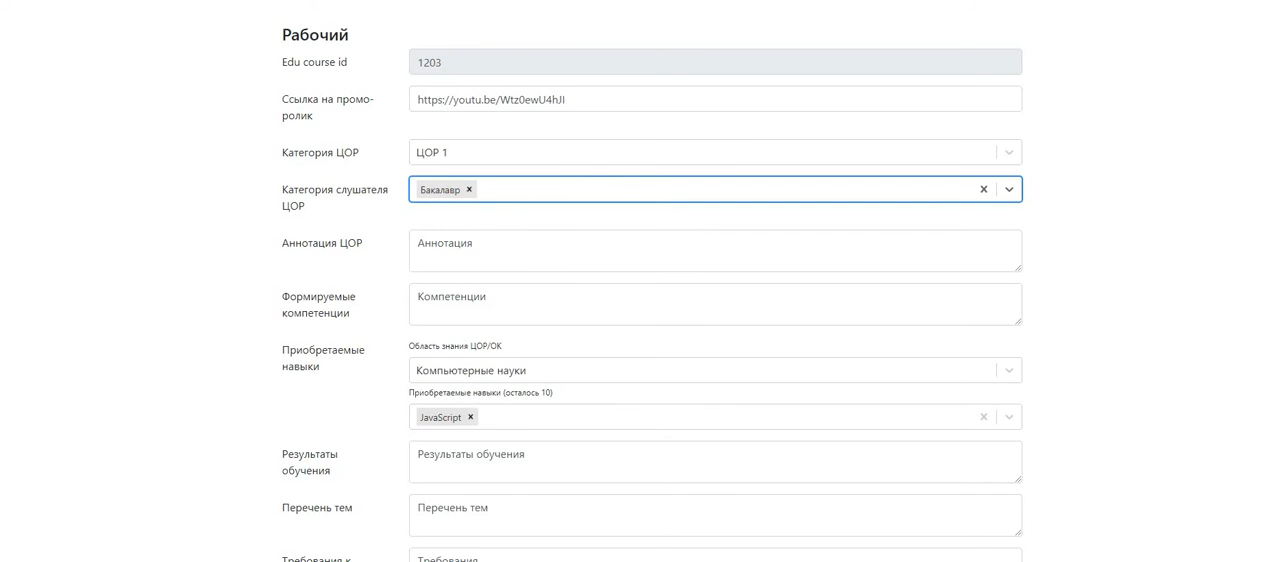 Рабочий
Edu course id
1203
Ссылка на промо-
ролик
https://youtu.be/Wtz0ewU4hJI
Категория ЦОР
ЦОР 1
Категория слушателя
ЦОР
Бакалавр
Аннотация ЦОР
Аннотация
Формируемые
компетенции
Компетенции
Приобретаемые
навыки
Область знания ЦОР/ОК
Компьютерные науки
Приобретаемые навыки (осталось 10)
JavaScript
Результаты
обучения
Результаты обучения
Перечень тем
Перечень тем
Требования к
Требования